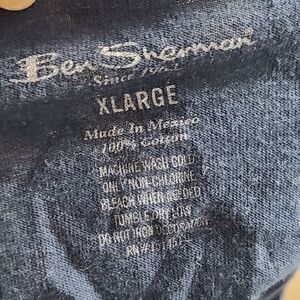 Ben Sherman
Since
XLARGE
Made In Mexico
100% Cotton
MACHINE WASH COLD
ONLY NON-CHLORINE
BLEACH WHEN NEEDED
TUMBLE DRY LOW
DO NOT IRON DECORATION